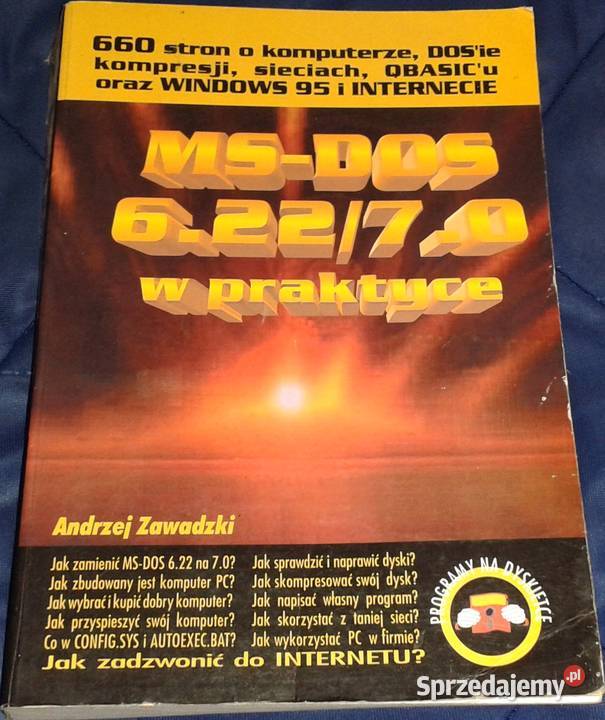 660 stron o komputerze, DOS'ie
kompresji, sieciach, QBASIC'u
oraz WINDOWS 95 i INTERNECIE
MS-DOS
6.22/7.0
w praktyce
Andrzej Zawadzki
Jak zamienić MS-DOS 6.22 na 7.0?
Jak zbudowany jest komputer PC?
Jak wybrać i kupić dobry komputer?
Jak przyspieszyć swój komputer?
Co w CONFIG.SYS i AUTOEXEC.BAT?
Jak sprawdzić i naprawić dyski?
Jak skompresować swój dysk?
Jak napisać własny program?
Jak skorzystać z taniej sieci?
Jak wykorzystać PC w firmie?
Jak zadzwonić do INTERNETU?
PROGRAMY NA DYSKIETCE
Sprzedajemy.pl